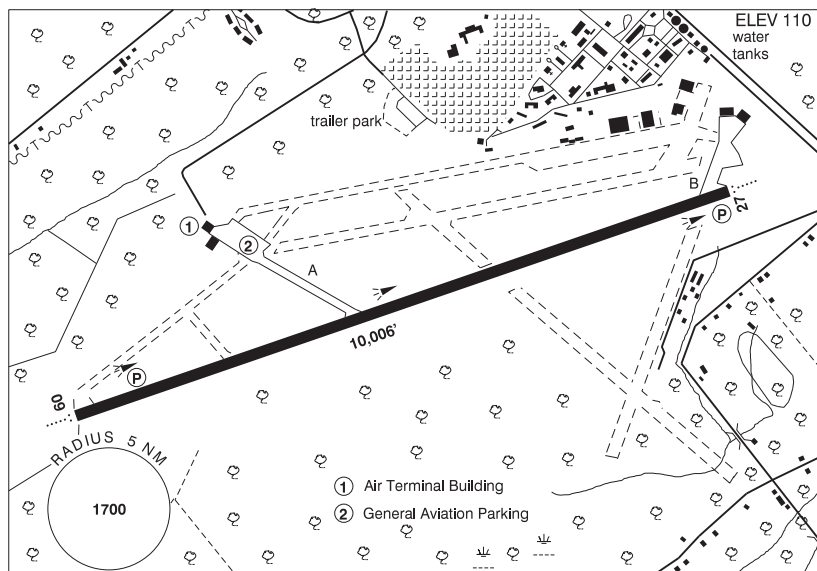 ELEV 110
water
tanks
trailer park
B
27
P
1
2
A
10,006'
P
09
RADIUS 5 NM
1700
1 Air Terminal Building
2 General Aviation Parking